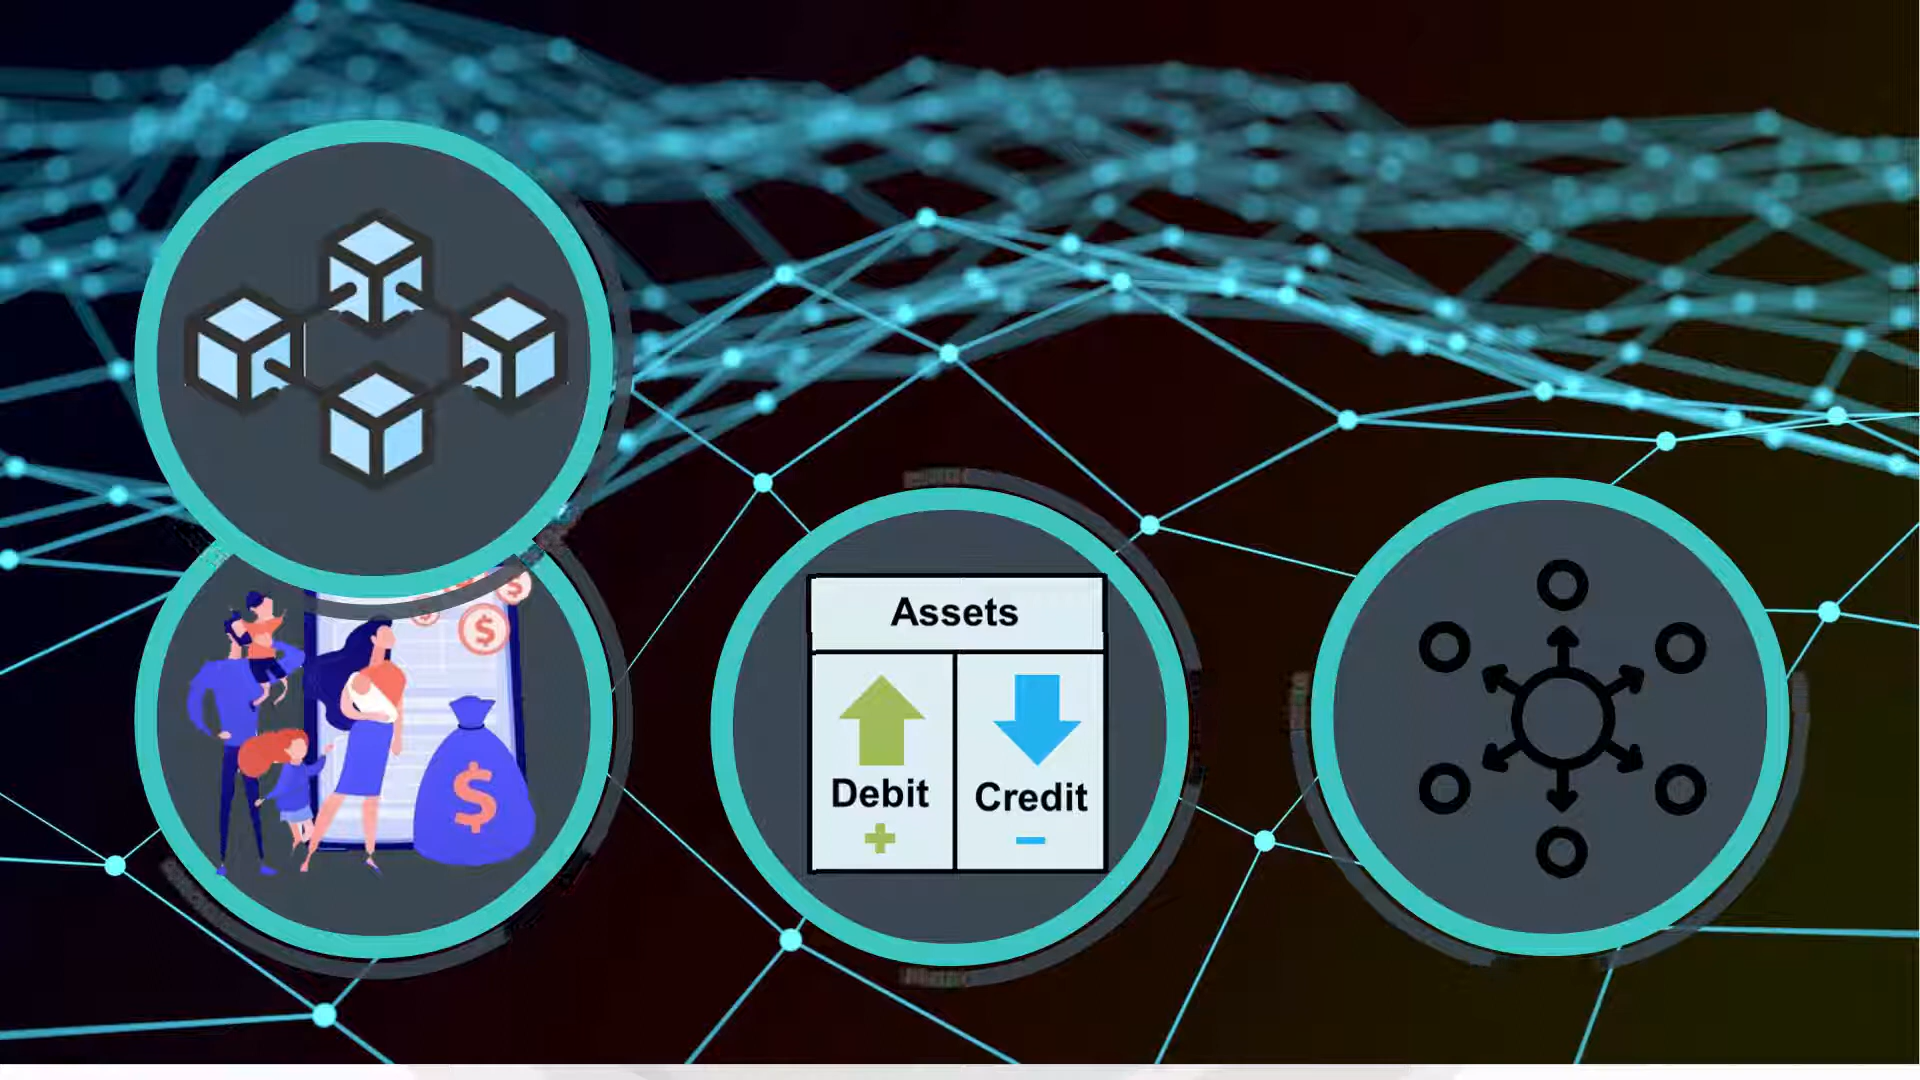 Assets
Debit
Credit
+
-
$
$
$